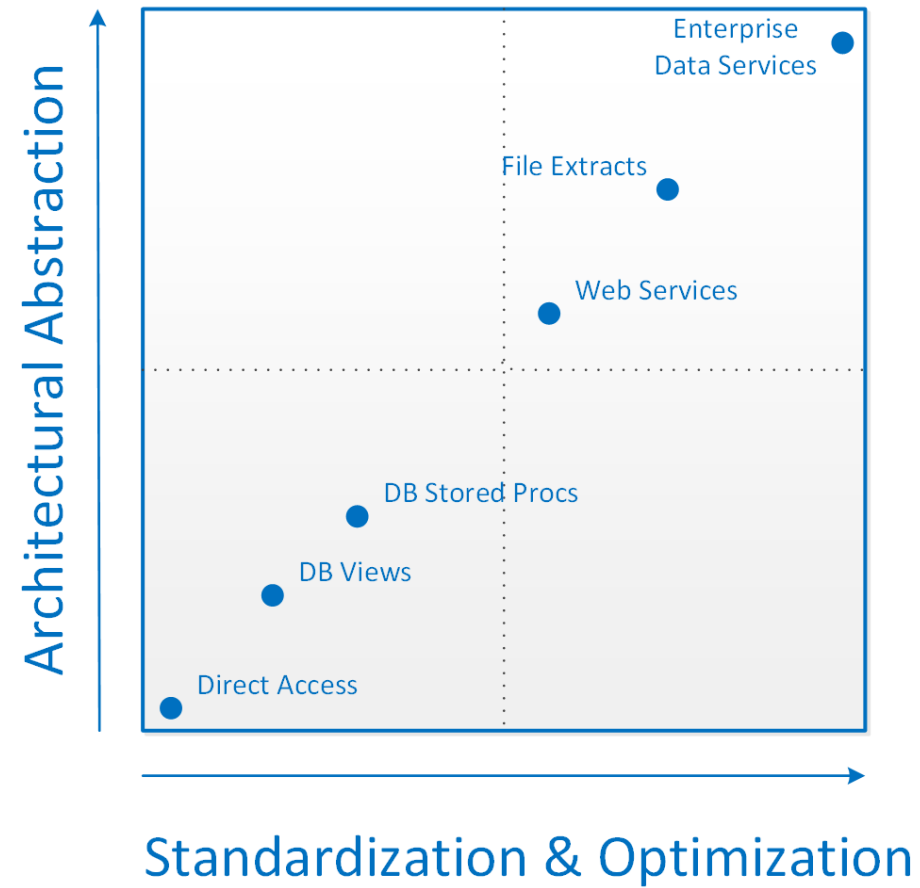 Architectural Abstraction
Enterprise
Data Services
File Extracts
Web Services
DB Stored Procs
DB Views
Direct Access
Standardization & Optimization